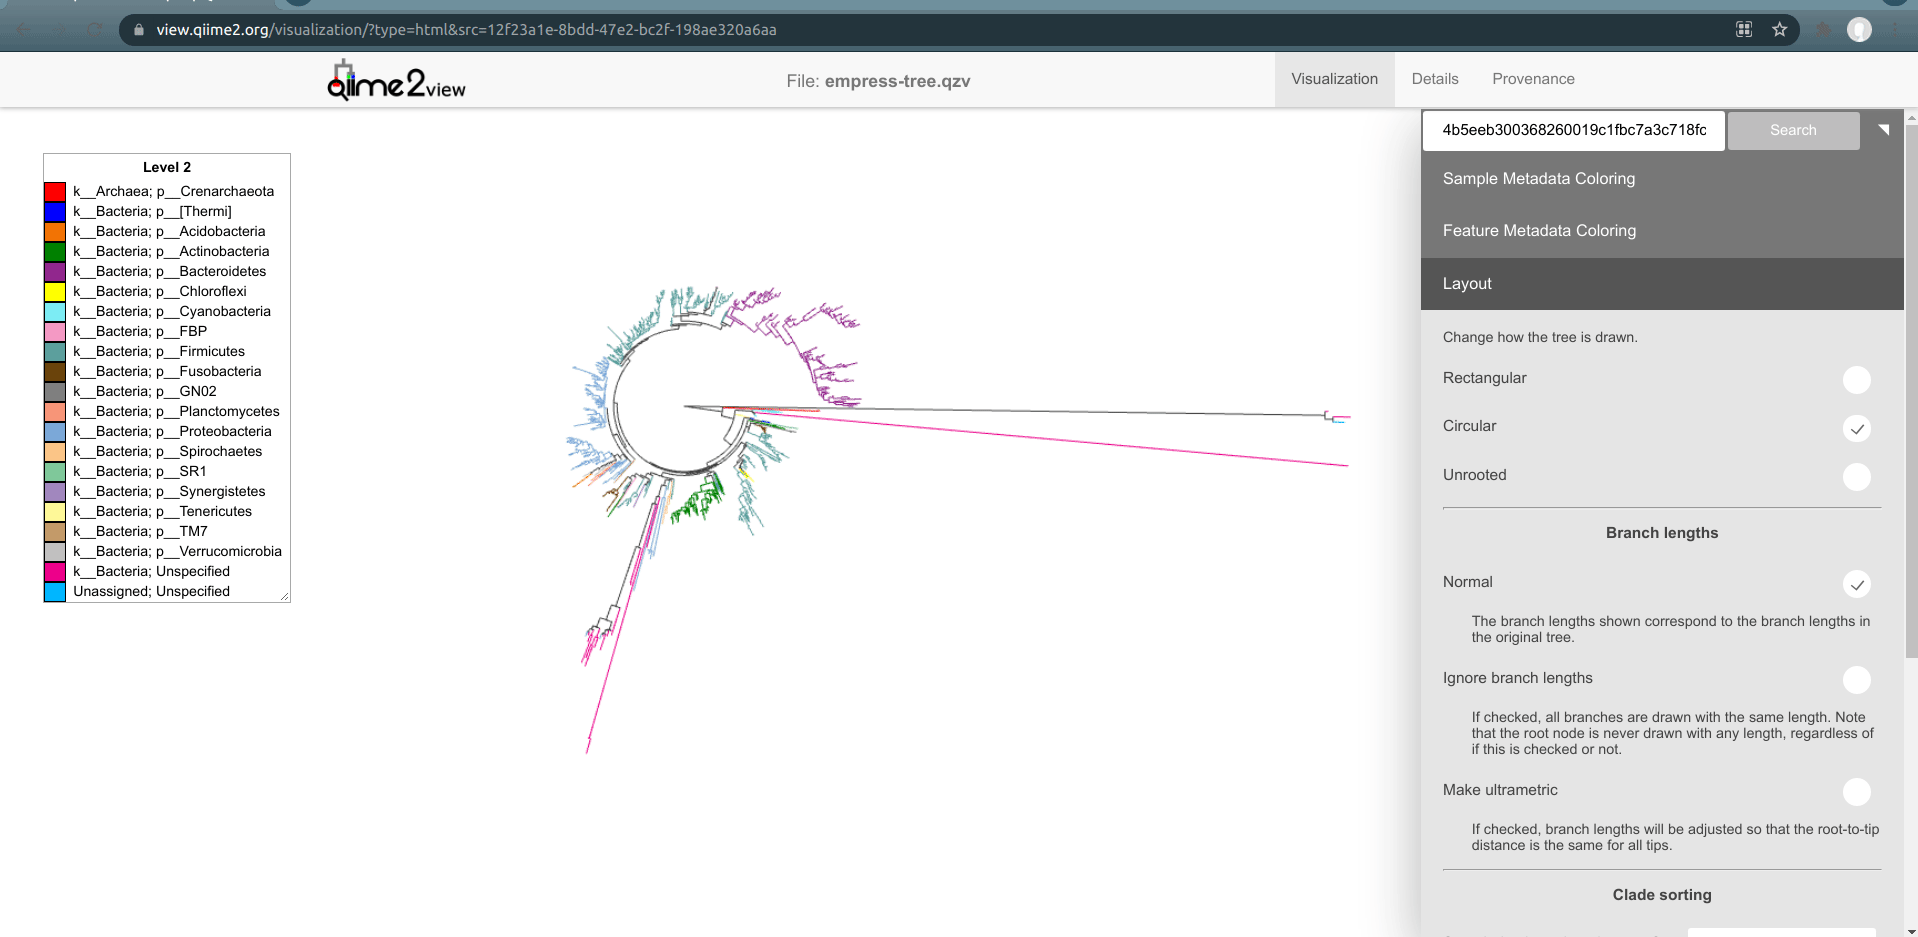 view.qiime2.org/visualization/?type=html&src=12f23a1e-8bdd-47e2-bc2f-198ae320a6aa
qiime2view
File: empress-tree.qzv
Visualization
Details
Provenance
Level 2
k__Archaea; p__Crenarchaeota
k__Bacteria; p__[Thermi]
k__Bacteria; p__Acidobacteria
k__Bacteria; p__Actinobacteria
k__Bacteria; p__Bacteroidetes
k__Bacteria; p__Chloroflexi
k__Bacteria; p__Cyanobacteria
k__Bacteria; p__FBP
k__Bacteria; p__Firmicutes
k__Bacteria; p__Fusobacteria
k__Bacteria; p__GN02
k__Bacteria; p__Planctomycetes
k__Bacteria; p__Proteobacteria
k__Bacteria; p__Spirochaetes
k__Bacteria; p__SR1
k__Bacteria; p__Synergistetes
k__Bacteria; p__Tenericutes
k__Bacteria; p__TM7
k__Bacteria; p__Verrucomicrobia
k__Bacteria; Unspecified
Unassigned; Unspecified
4b5eeb300368260019c1fbc7a3c718fc
Search
Sample Metadata Coloring
Feature Metadata Coloring
Layout
Change how the tree is drawn.
Rectangular
Circular
Unrooted
Branch lengths
Normal
The branch lengths shown correspond to the branch lengths in
the original tree.
Ignore branch lengths
If checked, all branches are drawn with the same length. Note
that the root node is never drawn with any length, regardless of
if this is checked or not.
Make ultrametric
If checked, branch lengths will be adjusted so that the root-to-tip
distance is the same for all tips.
Clade sorting